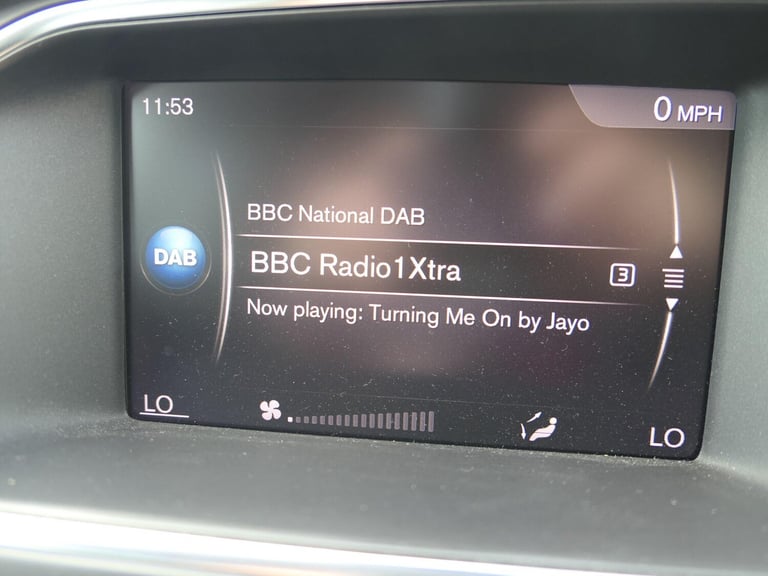 11:53
0 MPH
BBC National DAB
DAB
BBC Radio1Xtra
3
Now playing: Turning Me On by Jayo
LO
LO